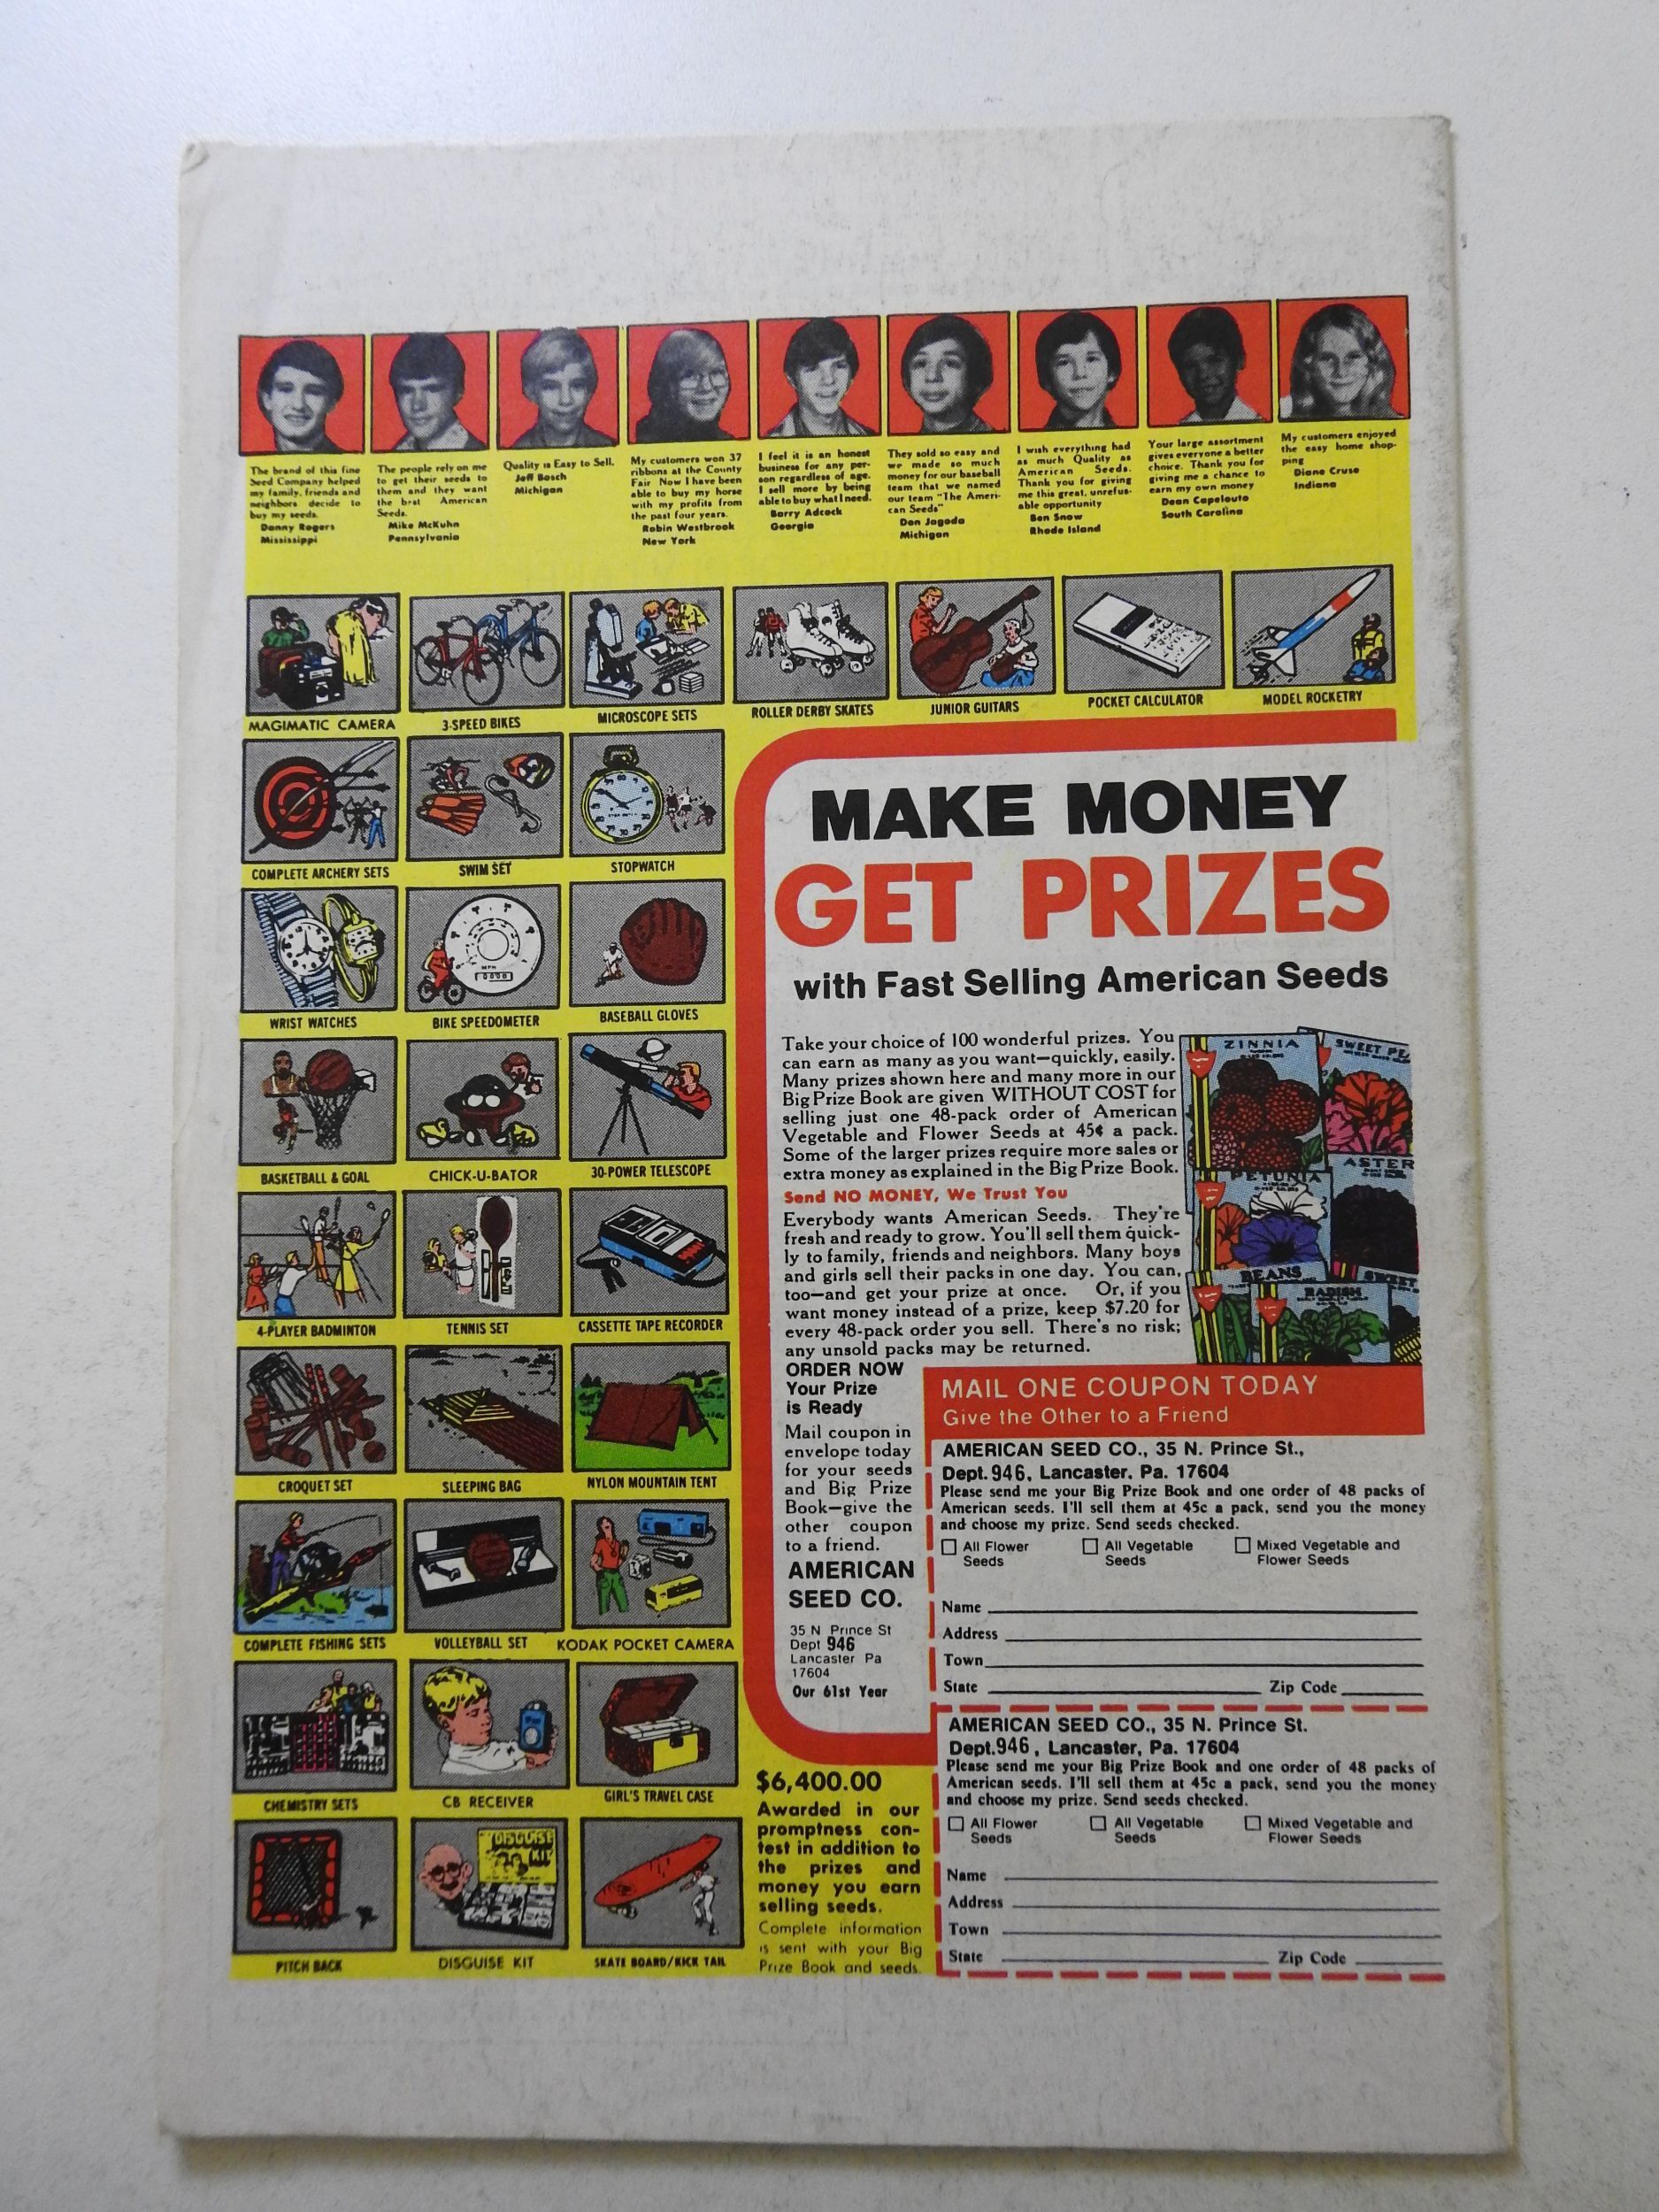 The brand of this fine
Seed Company helped
my family, friends and
neighbors decide to
buy my seeds.
Danny Rogers
Mississippi
The people rely on me
to get their seeds to
them and they want
the best American
Seeds.
Mike McKuhn
Pennsylvania
Quality is Easy to Sell.
Jeff Bosch
Michigan
My customers won 37
ribbons at the County
Fair Now I have been
able to buy my horse
with my profits from
the past four years.
Robin Westbrook
New York
I feel it is an honest
business for any per-
son regardless of age.
I sell more by being
able to buy what I need.
Barry Adcock
Georgia
They sold so easy and
we made so much
money for our baseball
team that we named
our team "The Ameri-
can Seeds"
Don Jagoda
Michigan
I wish everything had
as much Quality as
American Seeds.
Thank you for giving
me this great, unrefus-
able opportunity
Ben Snow
Rhode Island
Your large assortment
gives everyone a better
choice. Thank you for
giving me a chance to
earn my own money
Dean Capelouto
South Carolina
My customers enjoyed
the easy home shop-
ping
Diane Cruse
Indiana
MAGIMATIC CAMERA
3-SPEED BIKES
MICROSCOPE SETS
ROLLER DERBY SKATES
JUNIOR GUITARS
POCKET CALCULATOR
MODEL ROCKETRY
COMPLETE ARCHERY SETS
SWIM SET
STOPWATCH
WRIST WATCHES
BIKE SPEEDOMETER
BASEBALL GLOVES
BASKETBALL & GOAL
CHICK-U-BATOR
30-POWER TELESCOPE
4-PLAYER BADMINTON
TENNIS SET
CASSETTE TAPE RECORDER
CROQUET SET
SLEEPING BAG
NYLON MOUNTAIN TENT
COMPLETE FISHING SETS
VOLLEYBALL SET
KODAK POCKET CAMERA
CHEMISTRY SETS
CB RECEIVER
GIRL'S TRAVEL CASE
DISGUISE
KIT
PITCH BACK
DISGUISE KIT
SKATE BOARD/KICK TAIL
MAKE MONEY
GET PRIZES
with Fast Selling American Seeds
Take your choice of 100 wonderful prizes. You
can earn as many as you want—quickly, easily.
Many prizes shown here and many more in our
Big Prize Book are given WITHOUT COST for
selling just one 48-pack order of American
Vegetable and Flower Seeds at 45¢ a pack.
Some of the larger prizes require more sales or
extra money as explained in the Big Prize Book.
Send NO MONEY, We Trust You
Everybody wants American Seeds. They're
fresh and ready to grow. You'll sell them quick-
ly to family, friends and neighbors. Many boys
and girls sell their packs in one day. You can,
too—and get your prize at once. Or, if you
want money instead of a prize, keep $7.20 for
every 48-pack order you sell. There's no risk;
any unsold packs may be returned.
ZINNIA
SWEET PE
PETUNIA
ASTER
BEANS
RADISH
SWEET
ORDER NOW
Your Prize
is Ready
Mail coupon in
envelope today
for your seeds
and Big Prize
Book—give the
other coupon
to a friend.
AMERICAN
SEED CO.
35 N Prince St
Dept 946
Lancaster Pa
17604
Our 61st Year
MAIL ONE COUPON TODAY
Give the Other to a Friend
AMERICAN SEED CO., 35 N. Prince St.,
Dept. 946, Lancaster, Pa. 17604
Please send me your Big Prize Book and one order of 48 packs of
American seeds. I'll sell them at 45c a pack, send you the money
and choose my prize. Send seeds checked.
All Flower
Seeds
All Vegetable
Seeds
Mixed Vegetable and
Flower Seeds
Name
Address
Town
State Zip Code
AMERICAN SEED CO., 35 N. Prince St.
Dept.946, Lancaster, Pa. 17604
Please send me your Big Prize Book and one order of 48 packs of
American seeds. I'll sell them at 45c a pack, send you the money
and choose my prize. Send seeds checked.
All Flower
Seeds
All Vegetable
Seeds
Mixed Vegetable and
Flower Seeds
Name
Address
Town
State Zip Code
$6,400.00
Awarded in our
promptness con-
test in addition to
the prizes and
money you earn
selling seeds.
Complete information
is sent with your Big
Prize Book and seeds.